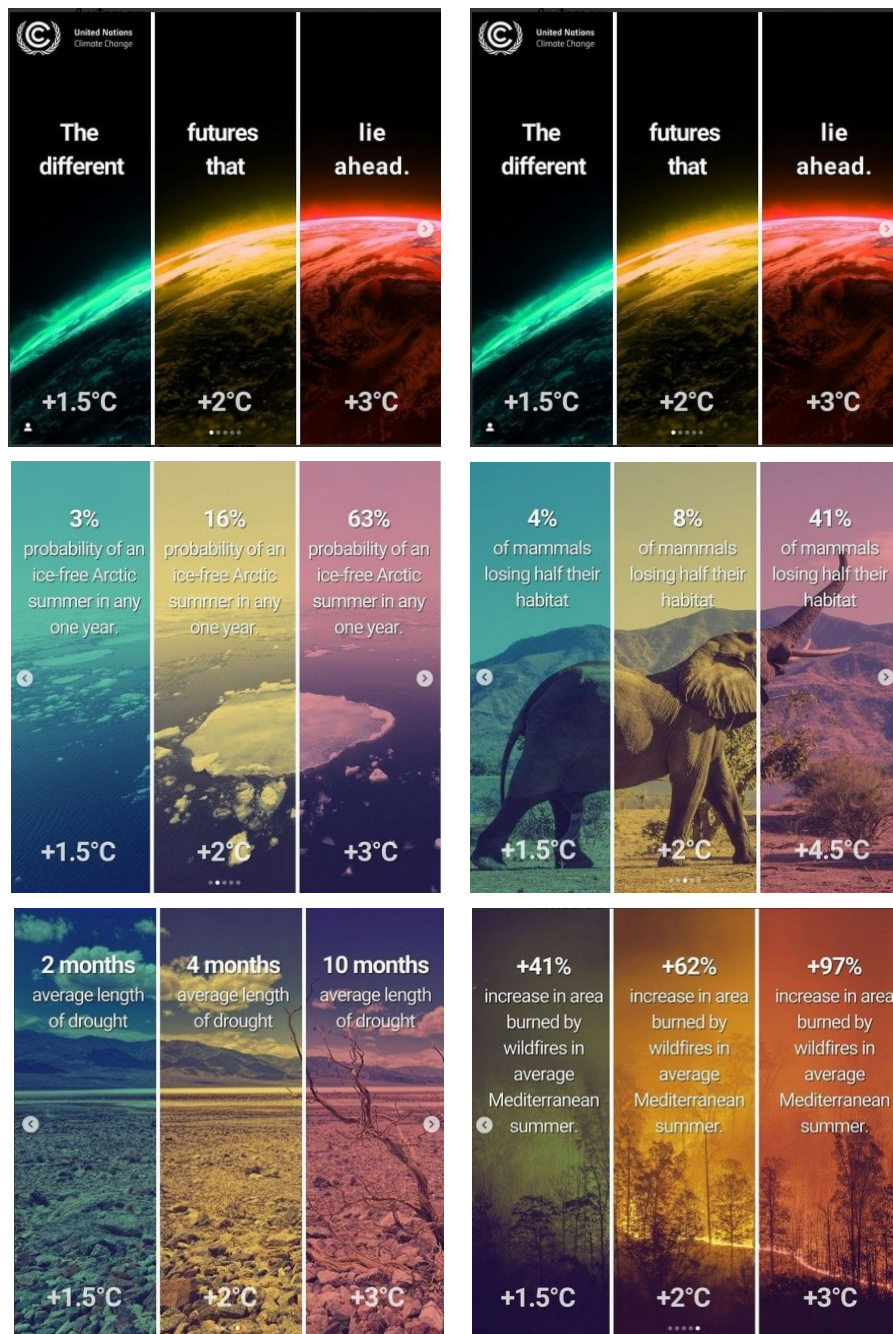 United Nations
Climate Change
The
different
futures
that
lie
ahead.
+1.5°C
+2°C
+3°C
United Nations
Climate Change
The
different
futures
that
lie
ahead.
+1.5°C
+2°C
+3°C
3%
probability of an
ice-free Arctic
summer in any
one year.
+1.5°C
16%
probability of an
ice-free Arctic
summer in any
one year.
+2°C
63%
probability of an
ice-free Arctic
summer in any
one year.
+3°C
4%
of mammals
losing half their
habitat
+1.5°C
8%
of mammals
losing half their
habitat
+2°C
41%
of mammals
losing half their
habitat
+4.5°C
2 months
average length
of drought
+1.5°C
4 months
average length
of drought
+2°C
10 months
average length
of drought
+3°C
+41%
increase in area
burned by
wildfires in
average
Mediterranean
summer.
+1.5°C
+62%
increase in area
burned by
wildfires in
average
Mediterranean
summer.
+2°C
+97%
increase in area
burned by
wildfires in
average
Mediterranean
summer.
+3°C